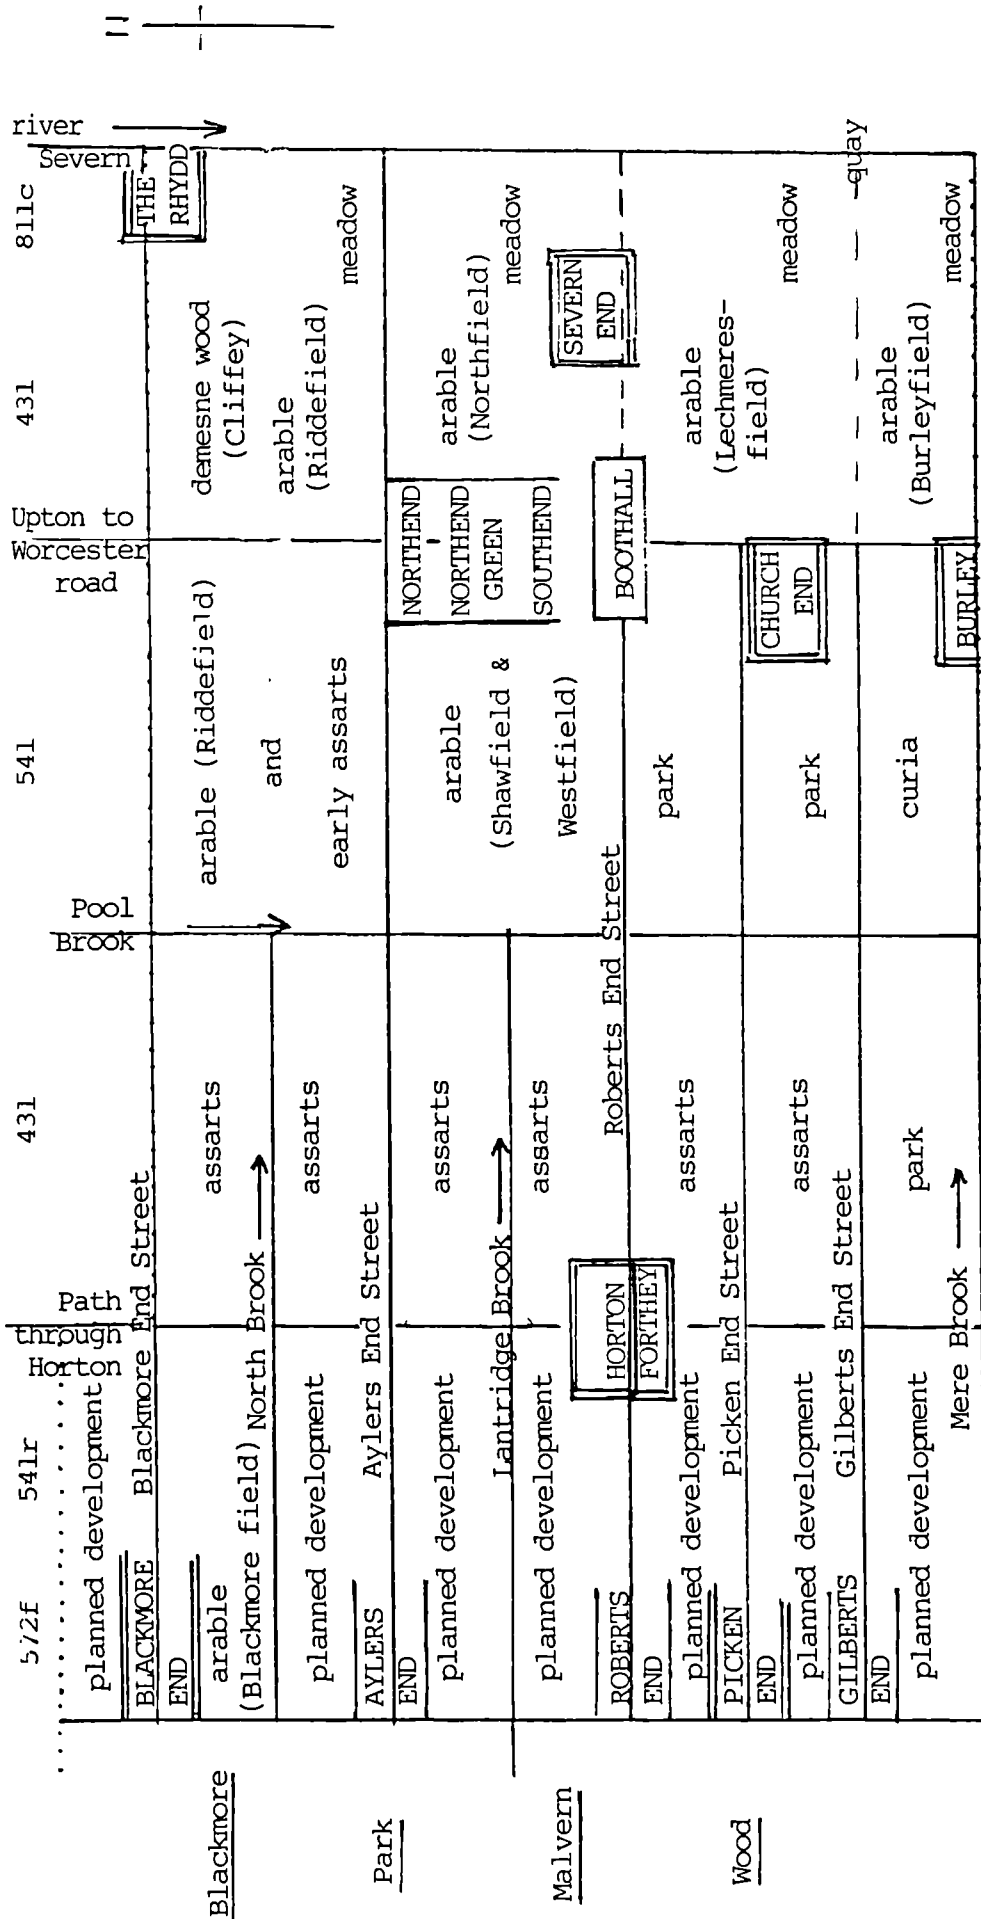 river
Severn
Upton to
Worcester
road
Pool
Brook
Path
through
Horton
811c
431
541
431
541r
572f
THE
RHYDD
demesne wood
(Cliffey)
arable
(Riddefield)
meadow
arable
(Northfield)
meadow
SEVERN
END
arable
(Lechmeres-
field)
meadow
quay
arable
(Burleyfield)
meadow
arable (Riddefield)
and
early assarts
NORTHEND
NORTHEND
GREEN
SOUTHEND
BOOTHALL
CHURCH
END
BURLEY
arable
(Shawfield &
Westfield)
park
park
curia
assarts
assarts
assarts
assarts
assarts
assarts
park
Blackmore End Street
North Brook
Aylers End Street
Lantridge Brook
Roberts End Street
Picken End Street
Gilberts End Street
Mere Brook
HORTON
FORTHEY
planned development
BLACKMORE
END
arable
(Blackmore field)
planned development
AYLERS
END
planned development
planned development
ROBERTS
END
planned development
PICKEN
END
planned development
GILBERTS
END
planned development
Blackmore
Park
Malvern
Wood